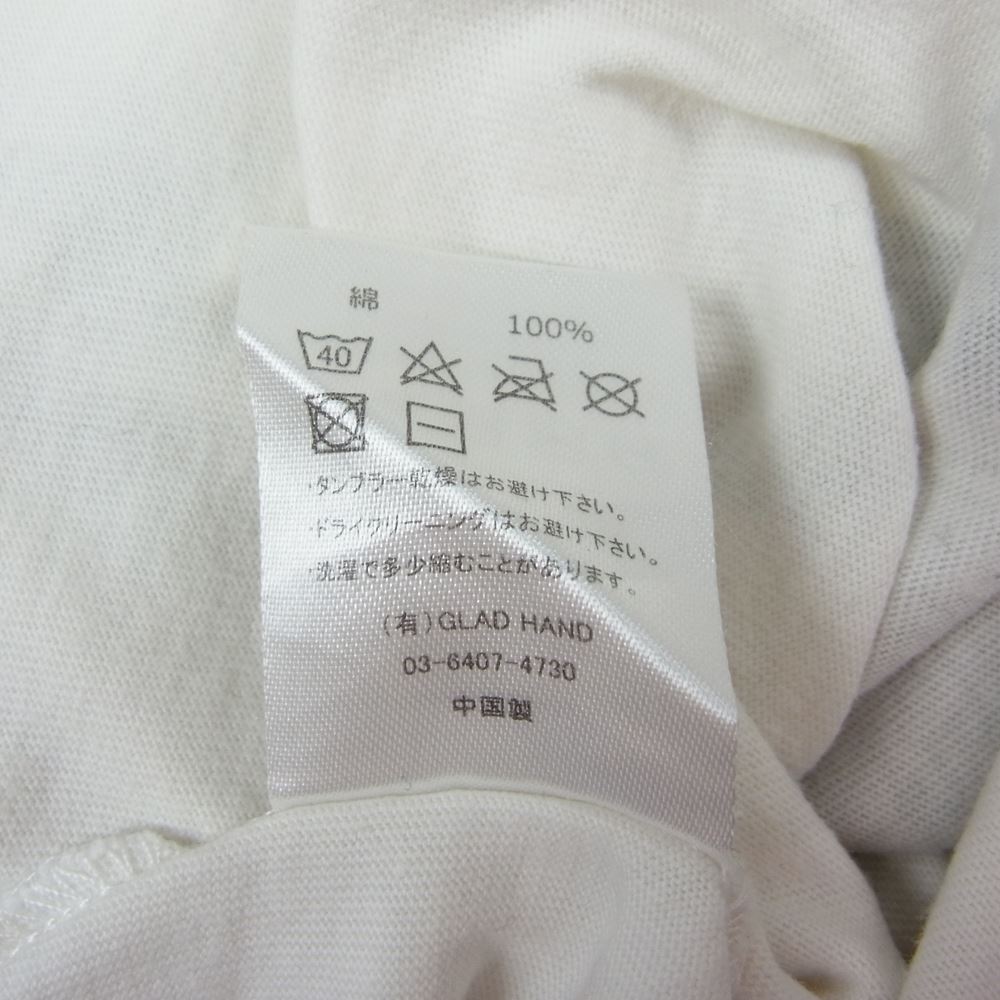 綿 100%
40
・タンブラー乾燥はお避け下さい。
・ドライクリーニングはお避け下さい。
・洗濯で多少縮むことがあります。
(有)GLAD HAND
03-6407-4730
中国製